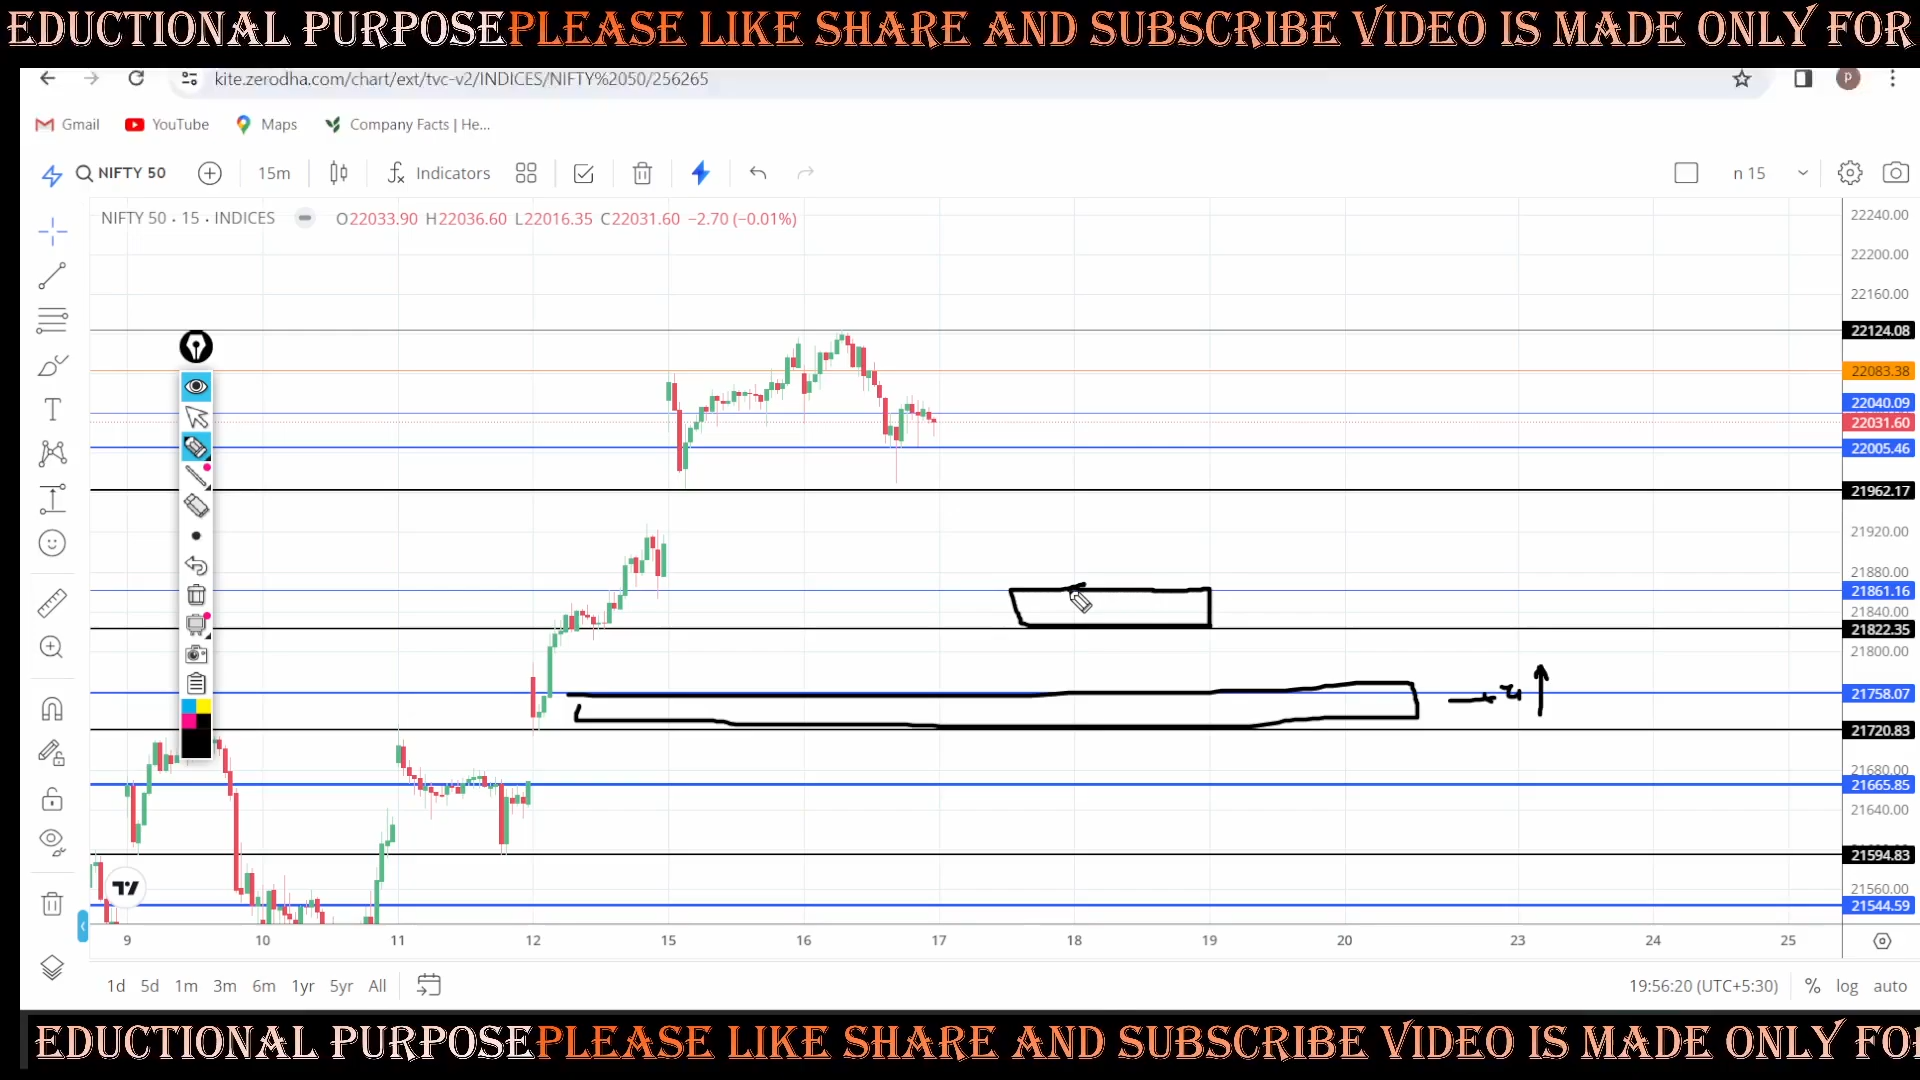 EDUCTIONAL PURPOSEPLEASE LIKE SHARE AND SUBSCRIBE VIDEO IS MADE ONLY FOR
kite.zerodha.com/chart/ext/tvc-v2/INDICES/NIFTY%2050/256265
P
Gmail YouTube Maps Company Facts | He...
NIFTY 50 15m Indicators n 15
NIFTY 50 · 15 · INDICES O22033.90 H22036.60 L22016.35 C22031.60 −2.70 (−0.01%)
22240.00
22200.00
22160.00
22124.08
22083.38
22040.09
22031.60
22005.46
21962.17
21920.00
21880.00
21861.16
21840.00
21822.35
21800.00
21758.07
21720.83
21680.00
21665.85
21640.00
21594.83
21560.00
21544.59
9 10 11 12 15 16 17 18 19 20 23 24 25
1d 5d 1m 3m 6m 1yr 5yr All 19:56:20 (UTC+5:30) % log auto
EDUCTIONAL PURPOSEPLEASE LIKE SHARE AND SUBSCRIBE VIDEO IS MADE ONLY FO